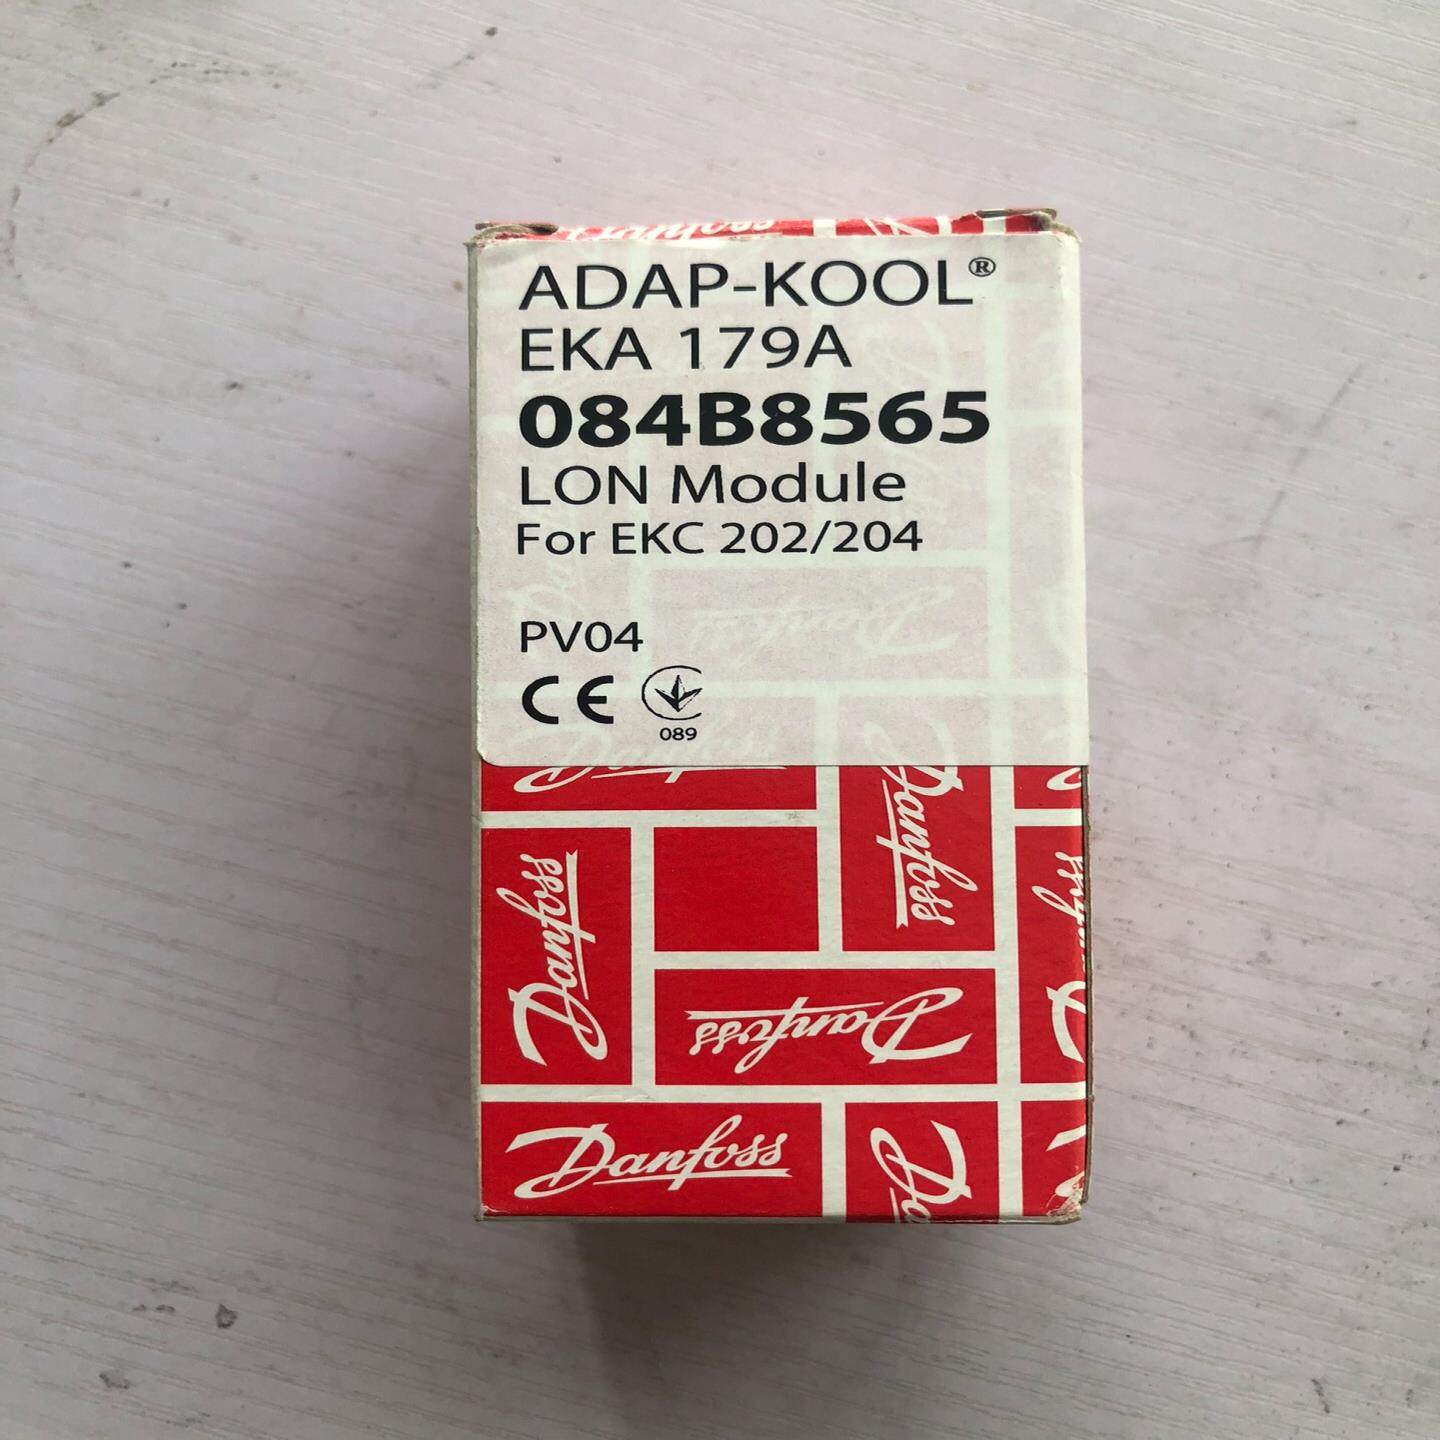 Danfoss
ADAP-KOOL®
EKA 179A
084B8565
LON Module
For EKC 202/204
PV04
CE
089
Danfoss
Danfoss
Danfoss
Danfoss
Danfoss